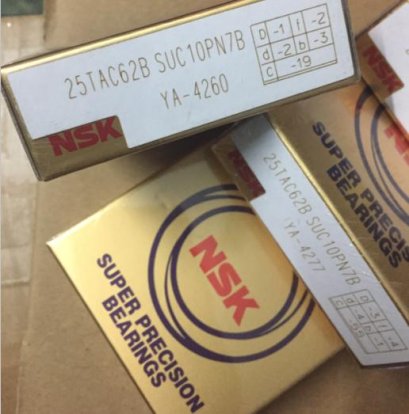 25TAC62B SUC10PN7B
YA-4260
D -1 f -2
d -2 b -3
C -19
NSK
25TAC62B SUC10PN7B
YA-4277
NSK
SUPER PRECISION
BEARINGS
NSK
SUPER PRECISION
BEARINGS